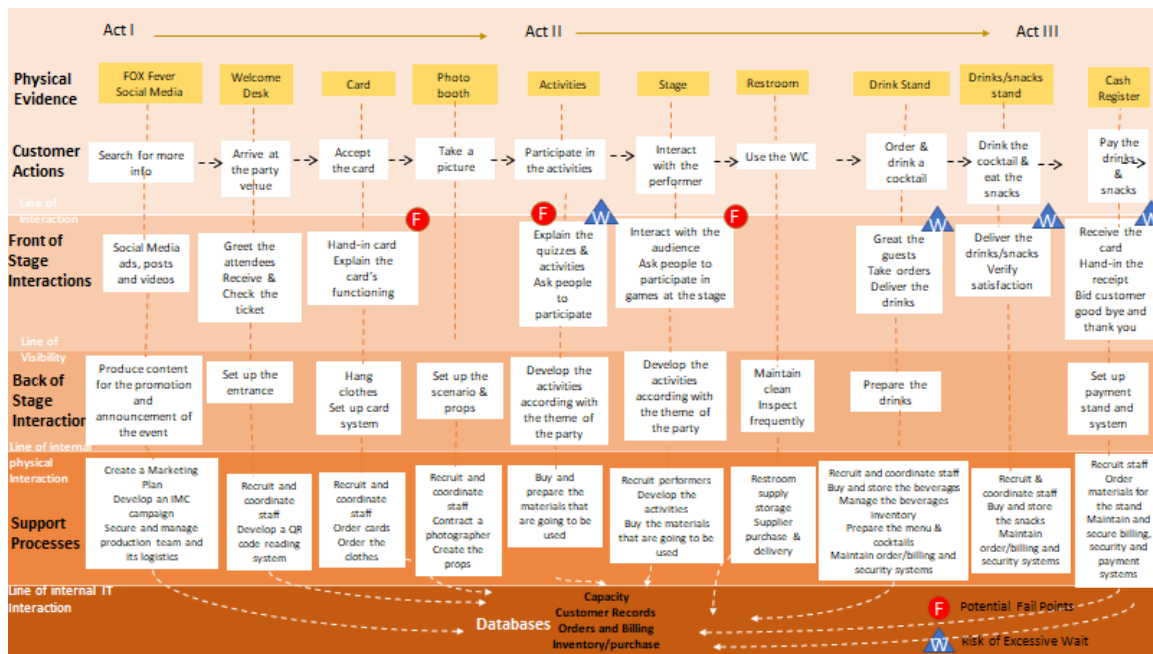 Act I
Act II
Act III
Physical
Evidence
FOX Fever
Social Media
Welcome
Desk
Card
Photo
booth
Activities
Stage
Restroom
Drink Stand
Drinks/snacks
stand
Cash
Register
Customer
Actions
Search for more
info
Arrive at
the party
venue
Accept
the card
Take a
picture
Participate in
the activities
Interact
with the
performer
Use the WC
Order &
drink a
cocktail
Drink the
cocktail &
eat the
snacks
Pay the
drinks
&
snacks
Line of
Interaction
F
F
W
F
W
W
W
Front of
Stage
Interactions
Social Media
ads, posts
and videos
Greet the
attendees
Receive &
Check the
ticket
Hand-in card
Explain the
card's
functioning
Explain the
quizzes &
activities
Ask people
to
participate
Interact with the
audience
Ask people to
participate in
games at the stage
Great the
guests
Take orders
Deliver the
drinks
Deliver the
drinks/snacks
Verify
satisfaction
Receive the
card
Hand-in the
receipt
Bid customer
good bye and
thank you
Line of
Visibility
Back of
Stage
Interaction
Produce content
for the promotion
and
announcement of
the event
Set up the
entrance
Hang
clothes
Set up card
system
Set up the
scenario &
props
Develop the
activities
according with
the theme of
the party
Develop the
activities
according with
the theme of
the party
Maintain
clean
Inspect
frequently
Prepare the
drinks
Set up
payment
stand and
system
Line of internal
physical
Interaction
Support
Processes
Create a Marketing
Plan
Develop an IMC
campaign
Secure and manage
production team and
its logistics
Recruit and
coordinate
staff
Develop a QR
code reading
system
Recruit and
coordinate
staff
Order cards
Order the
clothes
Recruit and
coordinate
staff
Contract a
photographer
Create the
props
Buy and
prepare the
materials that
are going to be
used
Recruit performers
Develop the
activities
Buy the materials
that are going to be
used
Restroom
supply
storage
Supplier
purchase &
delivery
Recruit and coordinate staff
Buy and store the beverages
Manage the beverages
inventory
Prepare the menu &
cocktails
Maintain order/billing and
security systems
Recruit &
coordinate staff
Buy and store
the snacks
Maintain
order/billing and
security systems
Recruit staff
Order
materials for
the stand
Maintain and
secure billing,
security and
payment
systems
Line of internal IT
Interaction
Databases
Capacity
Customer Records
Orders and Billing
Inventory/purchase
F
Potential Fail Points
W
Risk of Excessive Wait